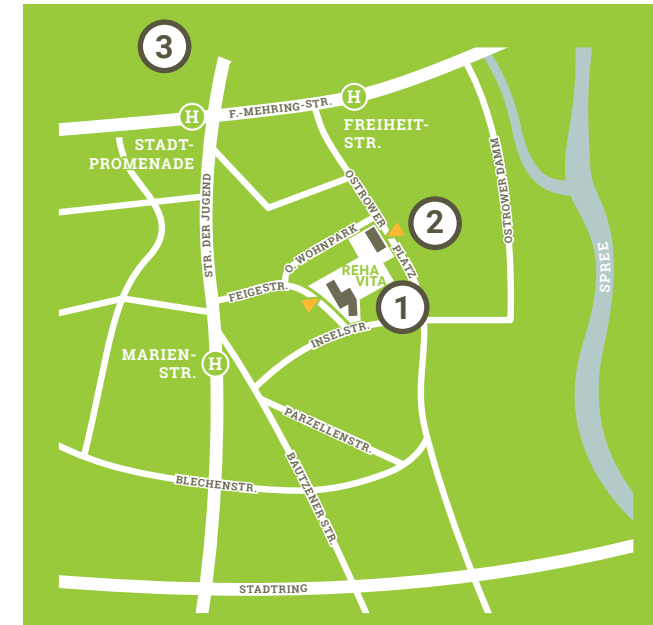 3
H
F.-MEHRING-STR.
H
STADT-
PROMENADE
FREIHEIT-
STR.
OSTROWER DAMM
STR. DER JUGEND
OSTROWER
PLATZ
2
O. WOHNPARK
SPREE
REHA
VITA
FEIGESTR.
1
INSELSTR.
MARIEN-
STR.
H
PARZELLENSTR.
BAUTZENER STR.
BLECHENSTR.
STADTRING